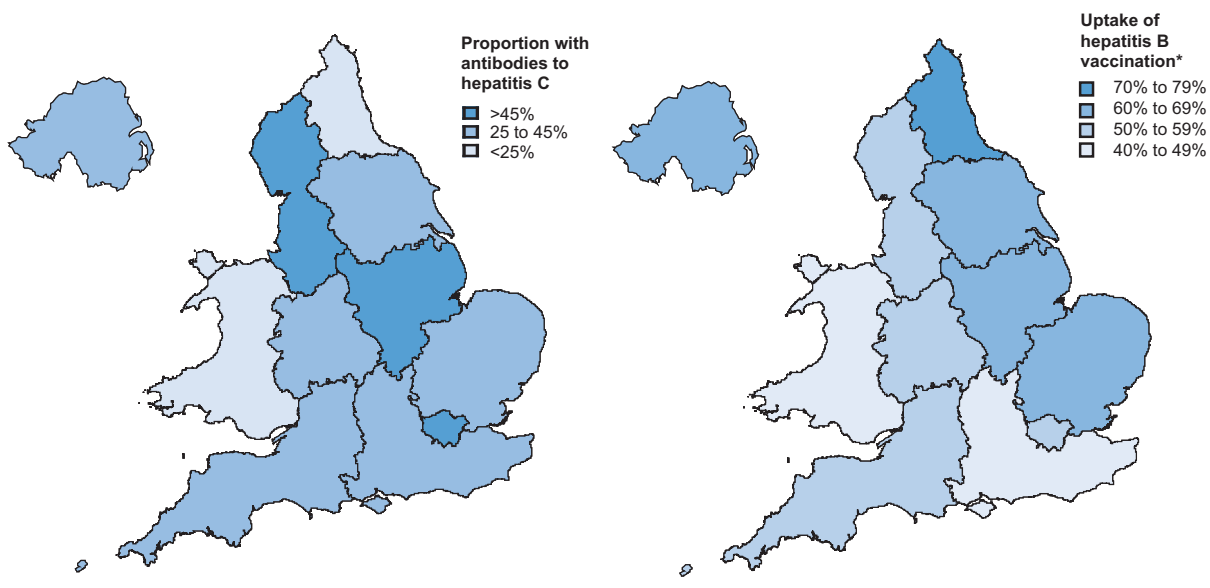 Proportion with
antibodies to
hepatitis C
>45%
25 to 45%
<25%
Uptake of
hepatitis B
vaccination*
70% to 79%
60% to 69%
50% to 59%
40% to 49%